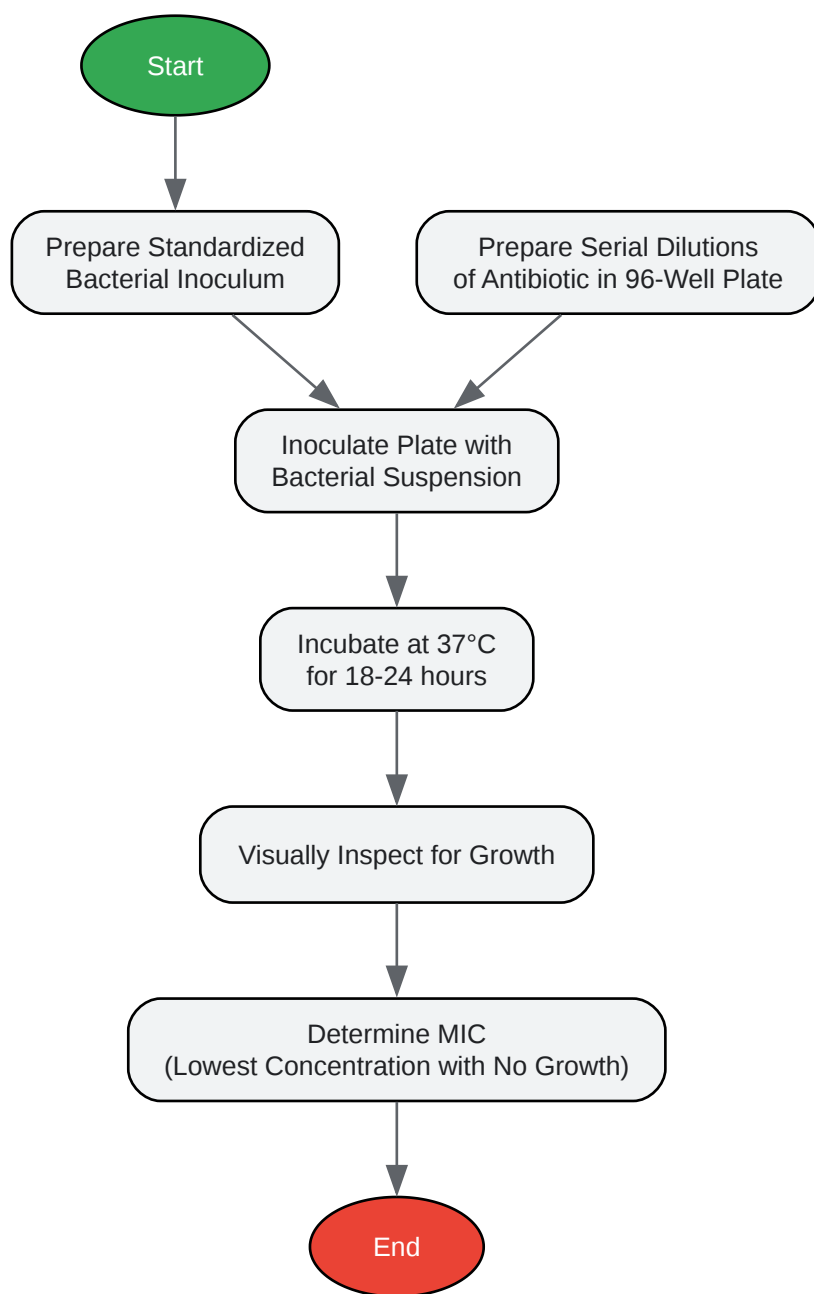 Start
Prepare Standardized
Bacterial Inoculum
Prepare Serial Dilutions
of Antibiotic in 96-Well Plate
Inoculate Plate with
Bacterial Suspension
Incubate at 37°C
for 18-24 hours
Visually Inspect for Growth
Determine MIC
(Lowest Concentration with No Growth)
End